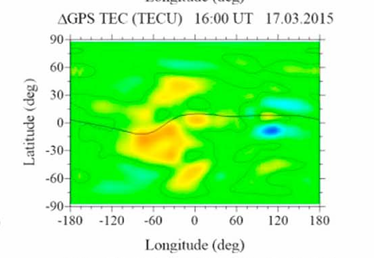 Longitude (deg)
ΔGPS TEC (TECU) 16:00 UT 17.03.2015
Latitude (deg)
90
60
30
0
-30
-60
-90
-180 -120 -60 0 60 120 180
Longitude (deg)